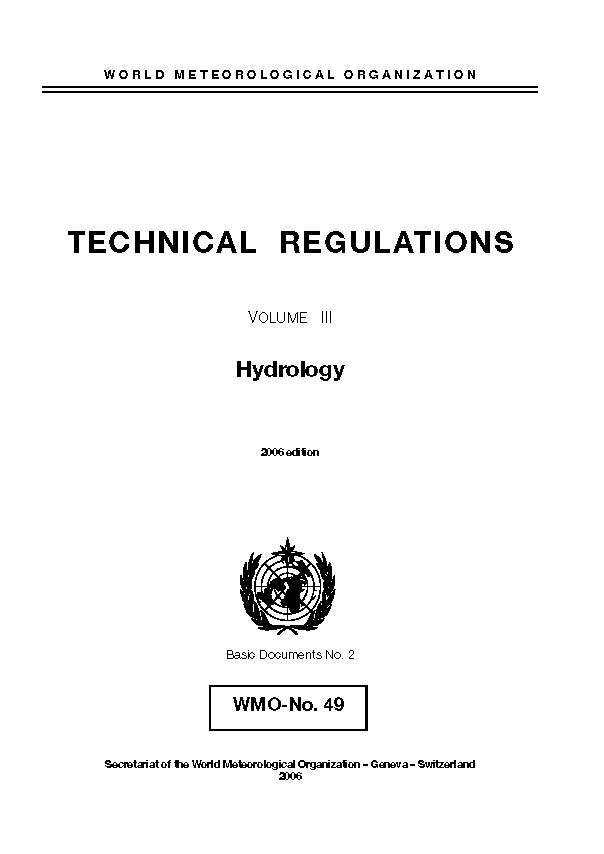 WORLD METEOROLOGICAL ORGANIZATION
TECHNICAL REGULATIONS
VOLUME III
Hydrology
2006 edition
Basic Documents No. 2
WMO-No. 49
Secretariat of the World Meteorological Organization – Geneva – Switzerland
2006